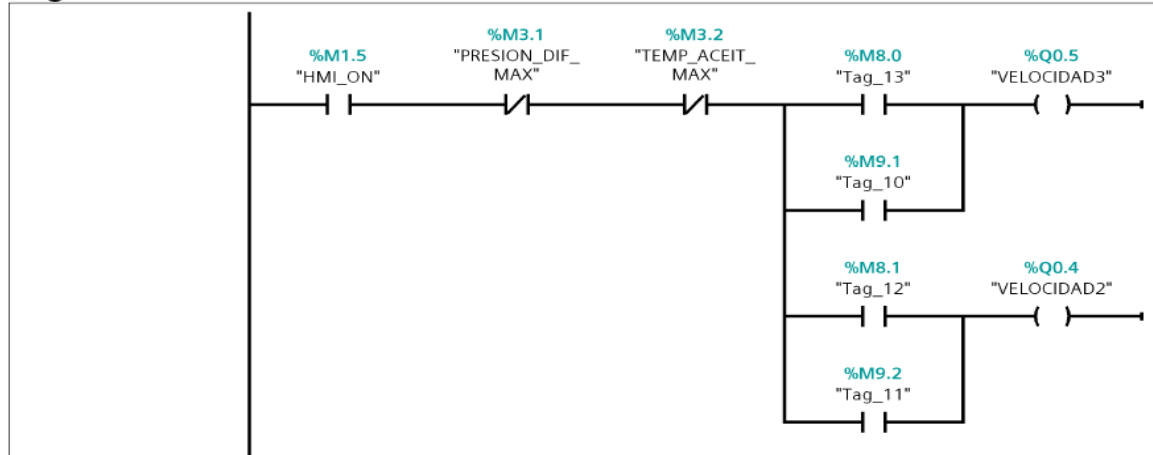 %M1.5
"HMI_ON"
%M3.1
"PRESION_DIF_
MAX"
%M3.2
"TEMP_ACEIT_
MAX"
%M8.0
"Tag_13"
%Q0.5
"VELOCIDAD3"
%M9.1
"Tag_10"
%M8.1
"Tag_12"
%Q0.4
"VELOCIDAD2"
%M9.2
"Tag_11"